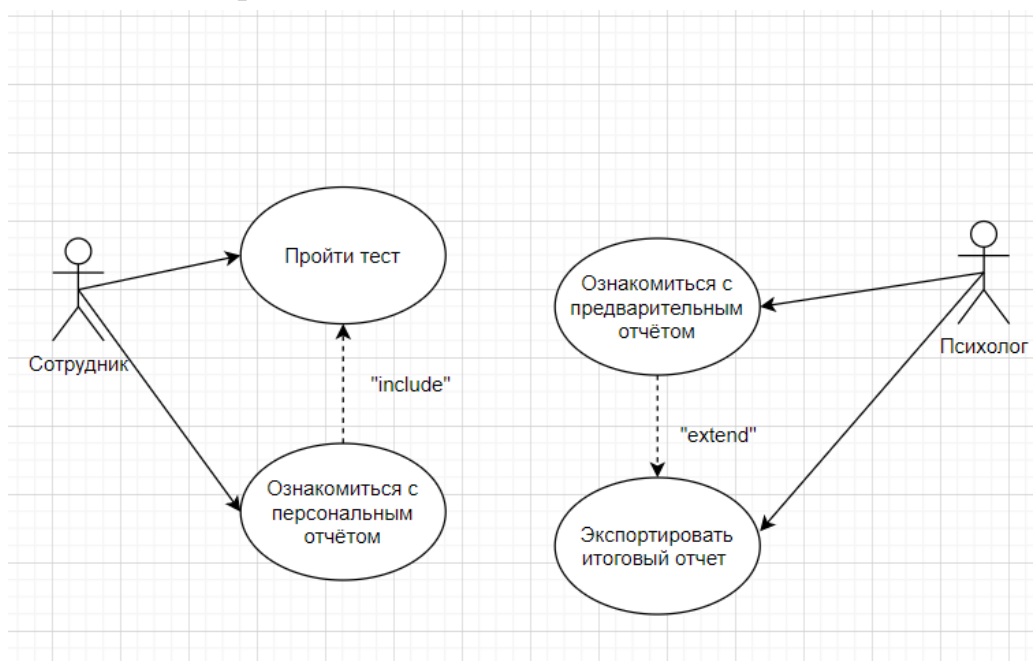 Пройти тест
Сотрудник
"include"
Ознакомиться с
персональным
отчётом
Ознакомиться с
предварительным
отчётом
Психолог
"extend"
Экспортировать
итоговый отчет